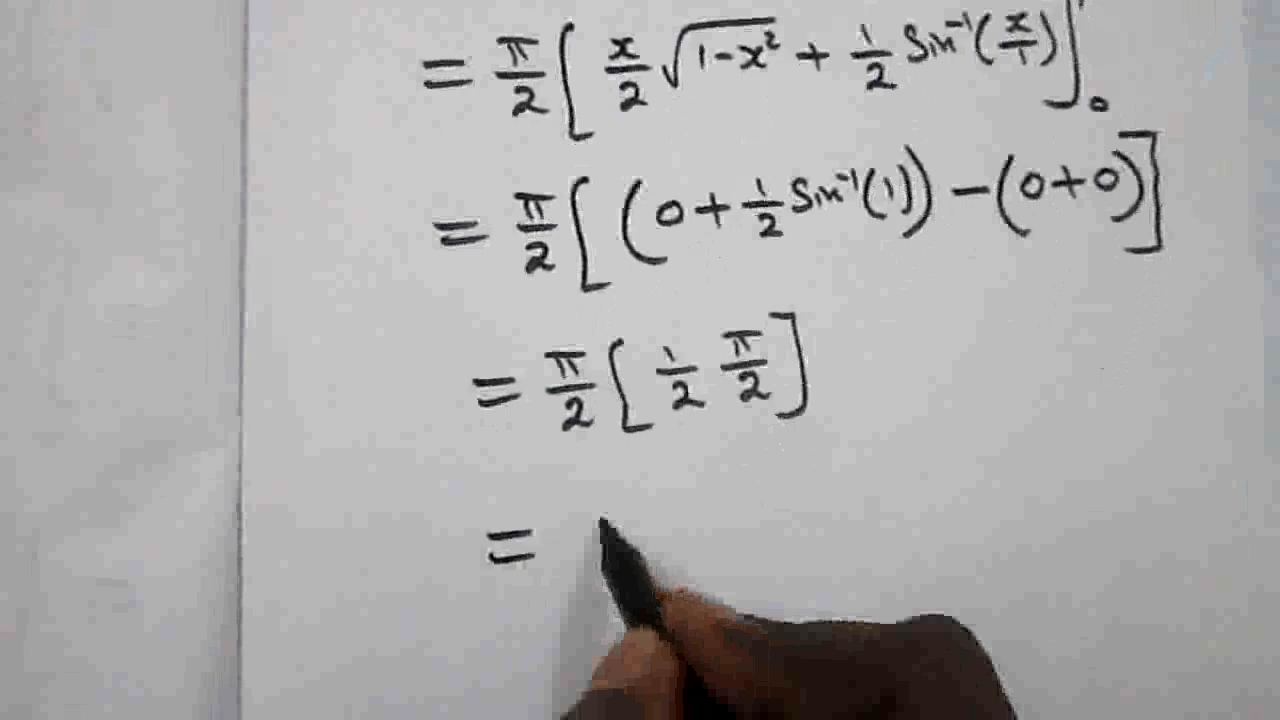 = π/2 [ x/2 √1-x² + 1/2 Sin⁻¹(x/1) ]₀¹
= π/2 [ (0 + 1/2 Sin⁻¹(1)) - (0+0) ]
= π/2 [ 1/2 π/2 ]
=